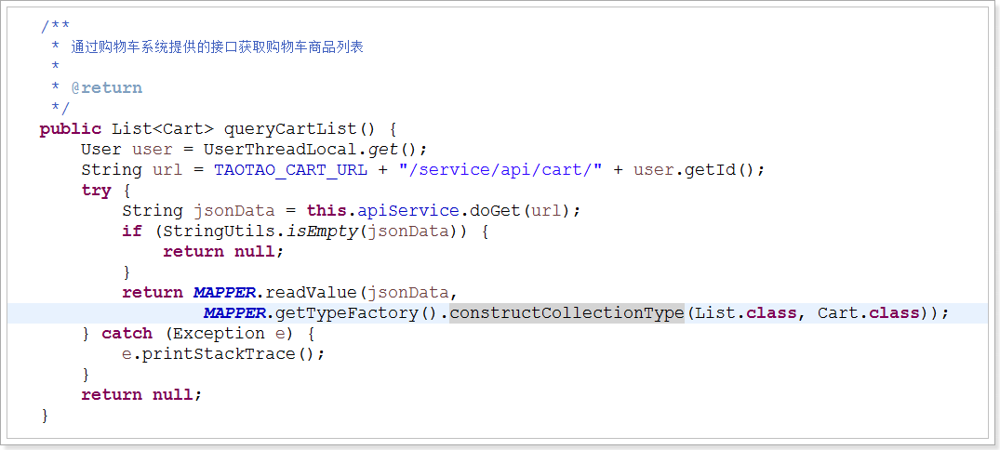 /**
 * 通过购物车系统提供的接口获取购物车商品列表
 *
 * @return
 */
public List<Cart> queryCartList() {
    User user = UserThreadLocal.get();
    String url = TAOTAO_CART_URL + "/service/api/cart/" + user.getId();
    try {
        String jsonData = this.apiService.doGet(url);
        if (StringUtils.isEmpty(jsonData)) {
            return null;
        }
        return MAPPER.readValue(jsonData,
                MAPPER.getTypeFactory().constructCollectionType(List.class, Cart.class));
    } catch (Exception e) {
        e.printStackTrace();
    }
    return null;
}